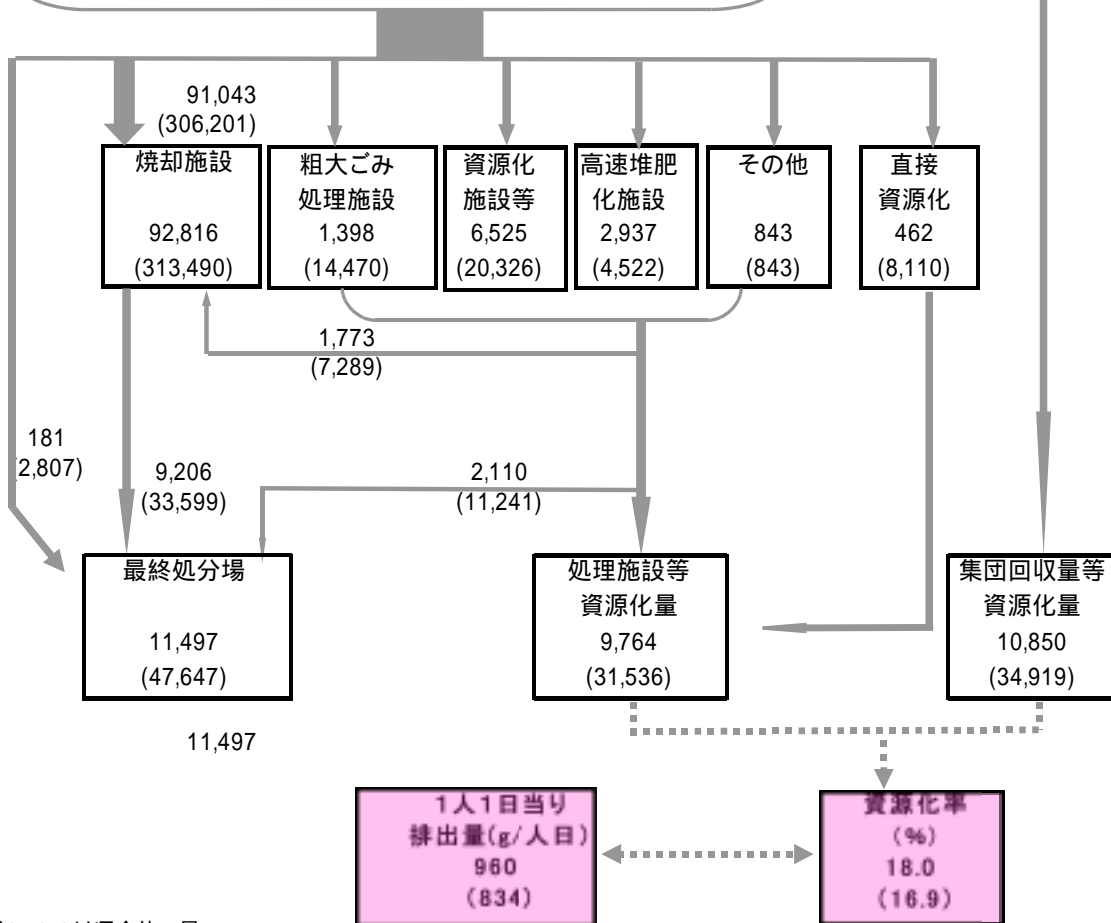 91,043
(306,201)
焼却施設
92,816
(313,490)
粗大ごみ
処理施設
1,398
(14,470)
資源化
施設等
6,525
(20,326)
高速堆肥
化施設
2,937
(4,522)
その他
843
(843)
直接
資源化
462
(8,110)
1,773
(7,289)
181
(2,807)
9,206
(33,599)
2,110
(11,241)
最終処分場
11,497
(47,647)
処理施設等
資源化量
9,764
(31,536)
集団回収量等
資源化量
10,850
(34,919)
11,497
1人1日当り
排出量(g/人日)
960
(834)
資源化率
(%)
18.0
(16.9)